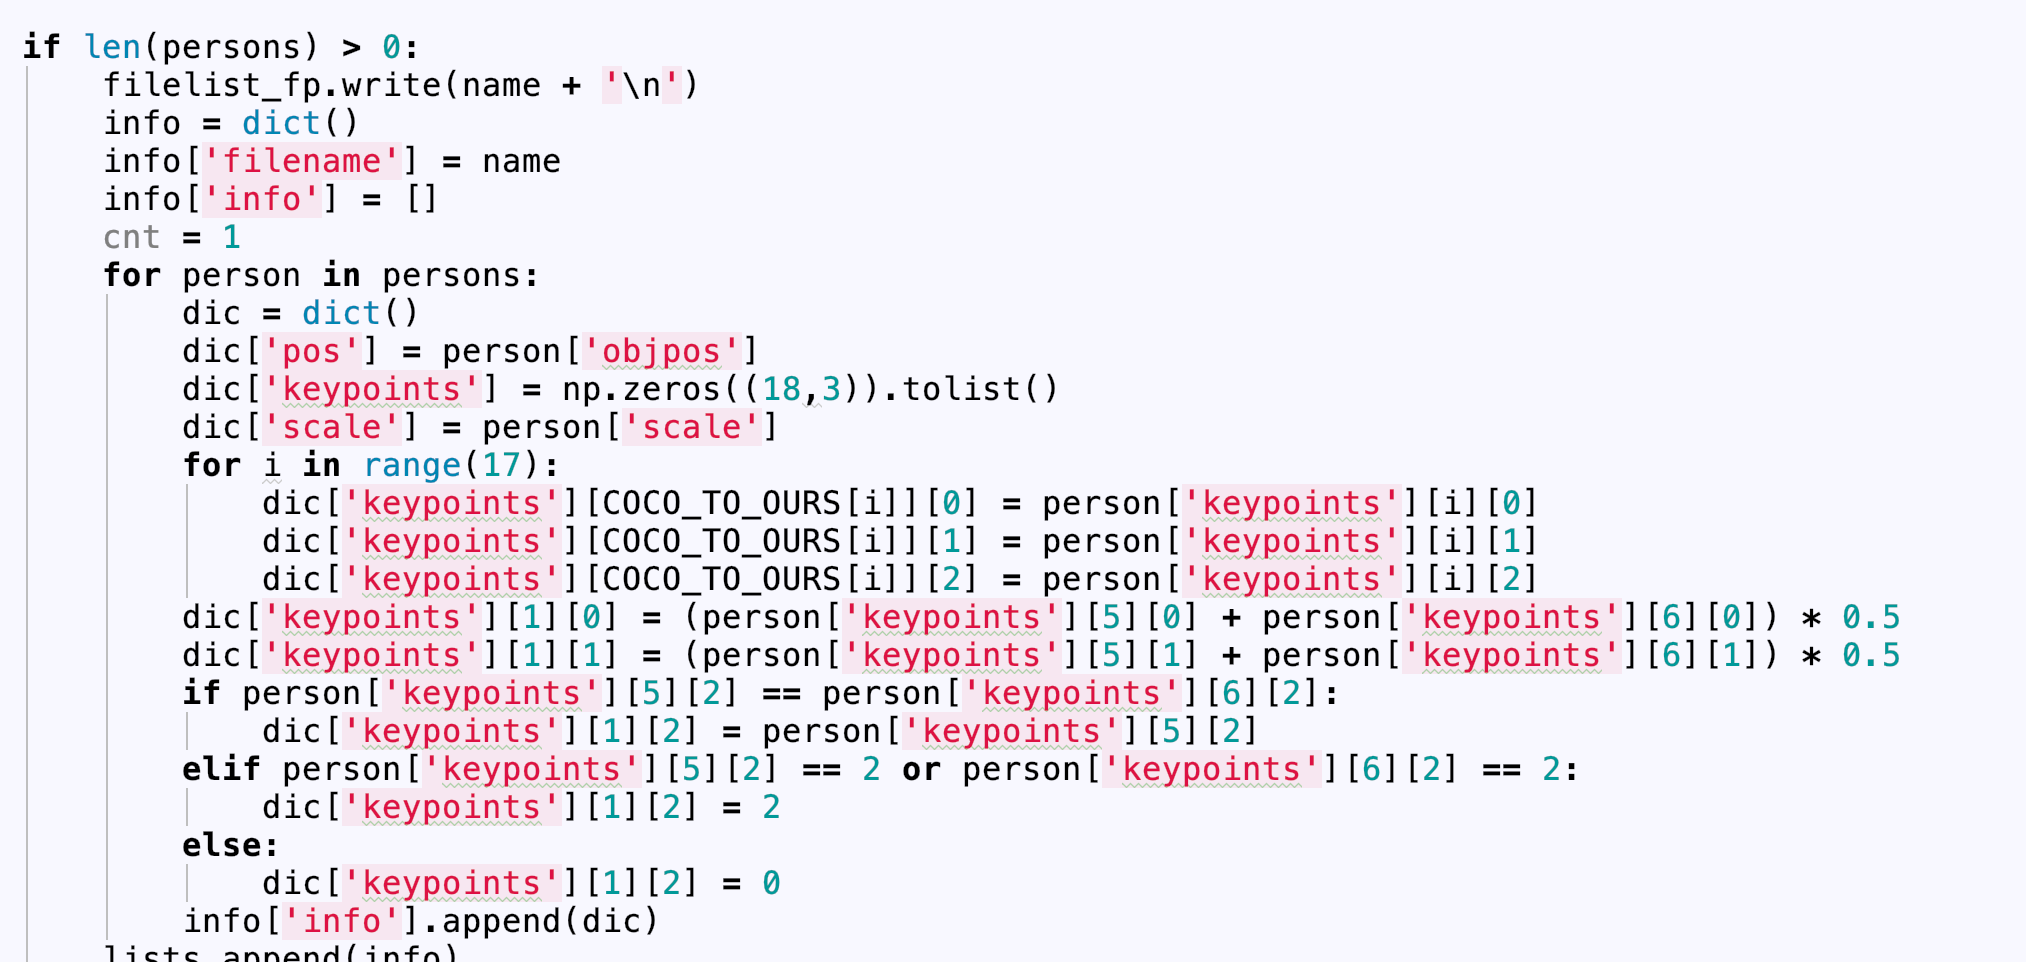 if len(persons) > 0:
filelist_fp.write(name + '\n')
info = dict()
info['filename'] = name
info['info'] = []
cnt = 1
for person in persons:
dic = dict()
dic['pos'] = person['objpos']
dic['keypoints'] = np.zeros((18,3)).tolist()
dic['scale'] = person['scale']
for i in range(17):
dic['keypoints'][COCO_TO_OURS[i]][0] = person['keypoints'][i][0]
dic['keypoints'][COCO_TO_OURS[i]][1] = person['keypoints'][i][1]
dic['keypoints'][COCO_TO_OURS[i]][2] = person['keypoints'][i][2]
dic['keypoints'][1][0] = (person['keypoints'][5][0] + person['keypoints'][6][0]) * 0.5
dic['keypoints'][1][1] = (person['keypoints'][5][1] + person['keypoints'][6][1]) * 0.5
if person['keypoints'][5][2] == person['keypoints'][6][2]:
dic['keypoints'][1][2] = person['keypoints'][5][2]
elif person['keypoints'][5][2] == 2 or person['keypoints'][6][2] == 2:
dic['keypoints'][1][2] = 2
else:
dic['keypoints'][1][2] = 0
info['info'].append(dic)
lists.append(info)